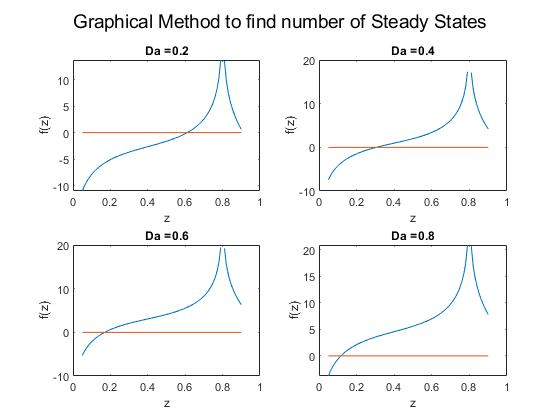 Graphical Method to find number of Steady States
Da =0.2
10
5
0
-5
-10
f(z)
0 0.2 0.4 0.6 0.8 1
z
Da =0.4
20
10
0
-10
f(z)
0 0.2 0.4 0.6 0.8 1
z
Da =0.6
20
10
0
-10
f(z)
0 0.2 0.4 0.6 0.8 1
z
Da =0.8
20
15
10
5
0
f(z)
0 0.2 0.4 0.6 0.8 1
z